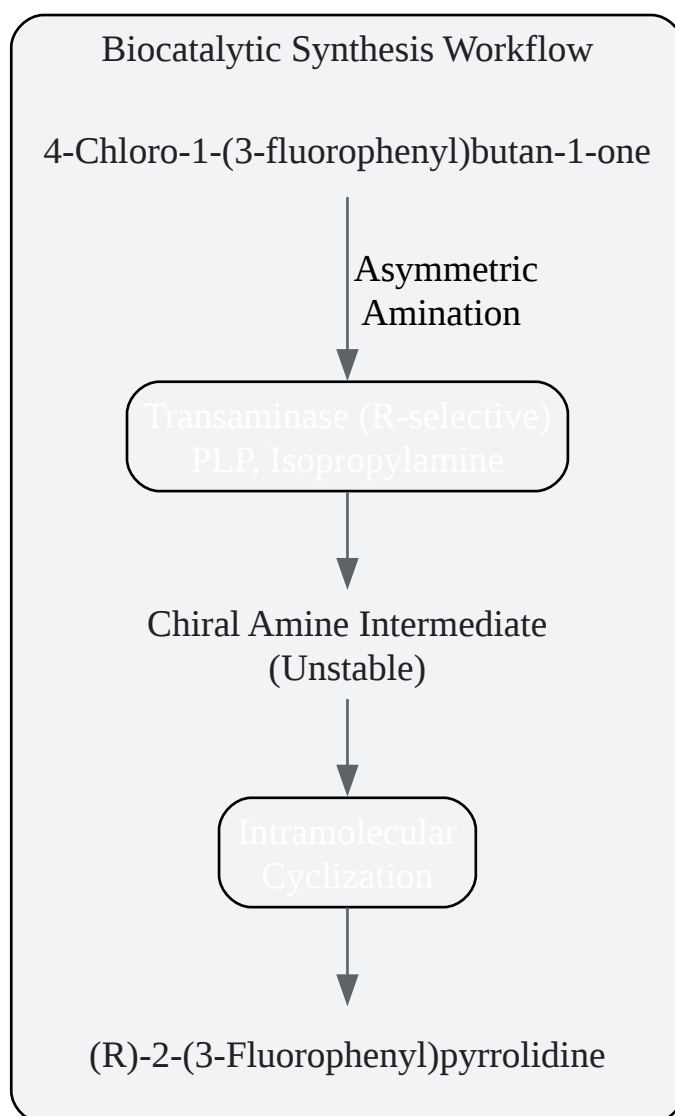 Biocatalytic Synthesis Workflow
4-Chloro-1-(3-fluorophenyl)butan-1-one
Asymmetric
Amination
Transaminase (R-selective)
PLP, Isopropylamine
Chiral Amine Intermediate
(Unstable)
Intramolecular
Cyclization
(R)-2-(3-Fluorophenyl)pyrrolidine